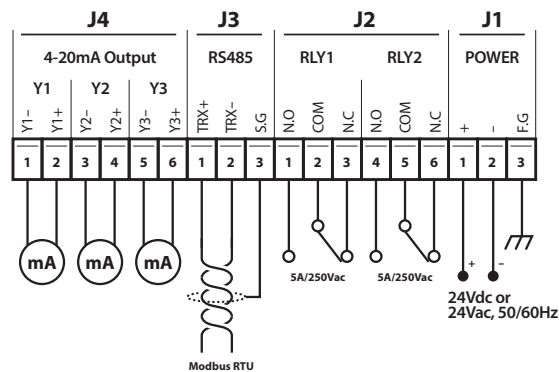 J4 J3 J2 J1
4-20mA Output RS485 RLY1 RLY2 POWER
Y1 Y2 Y3
Y1– Y1+ Y2– Y2+ Y3– Y3+ TRX+ TRX– S.G N.O COM N.C N.O COM N.C + – F.G
1 2 3 4 5 6 1 2 3 1 2 3 4 5 6 1 2 3
mA mA mA
5A/250Vac 5A/250Vac + –
24Vdc or
24Vac, 50/60Hz
Modbus RTU